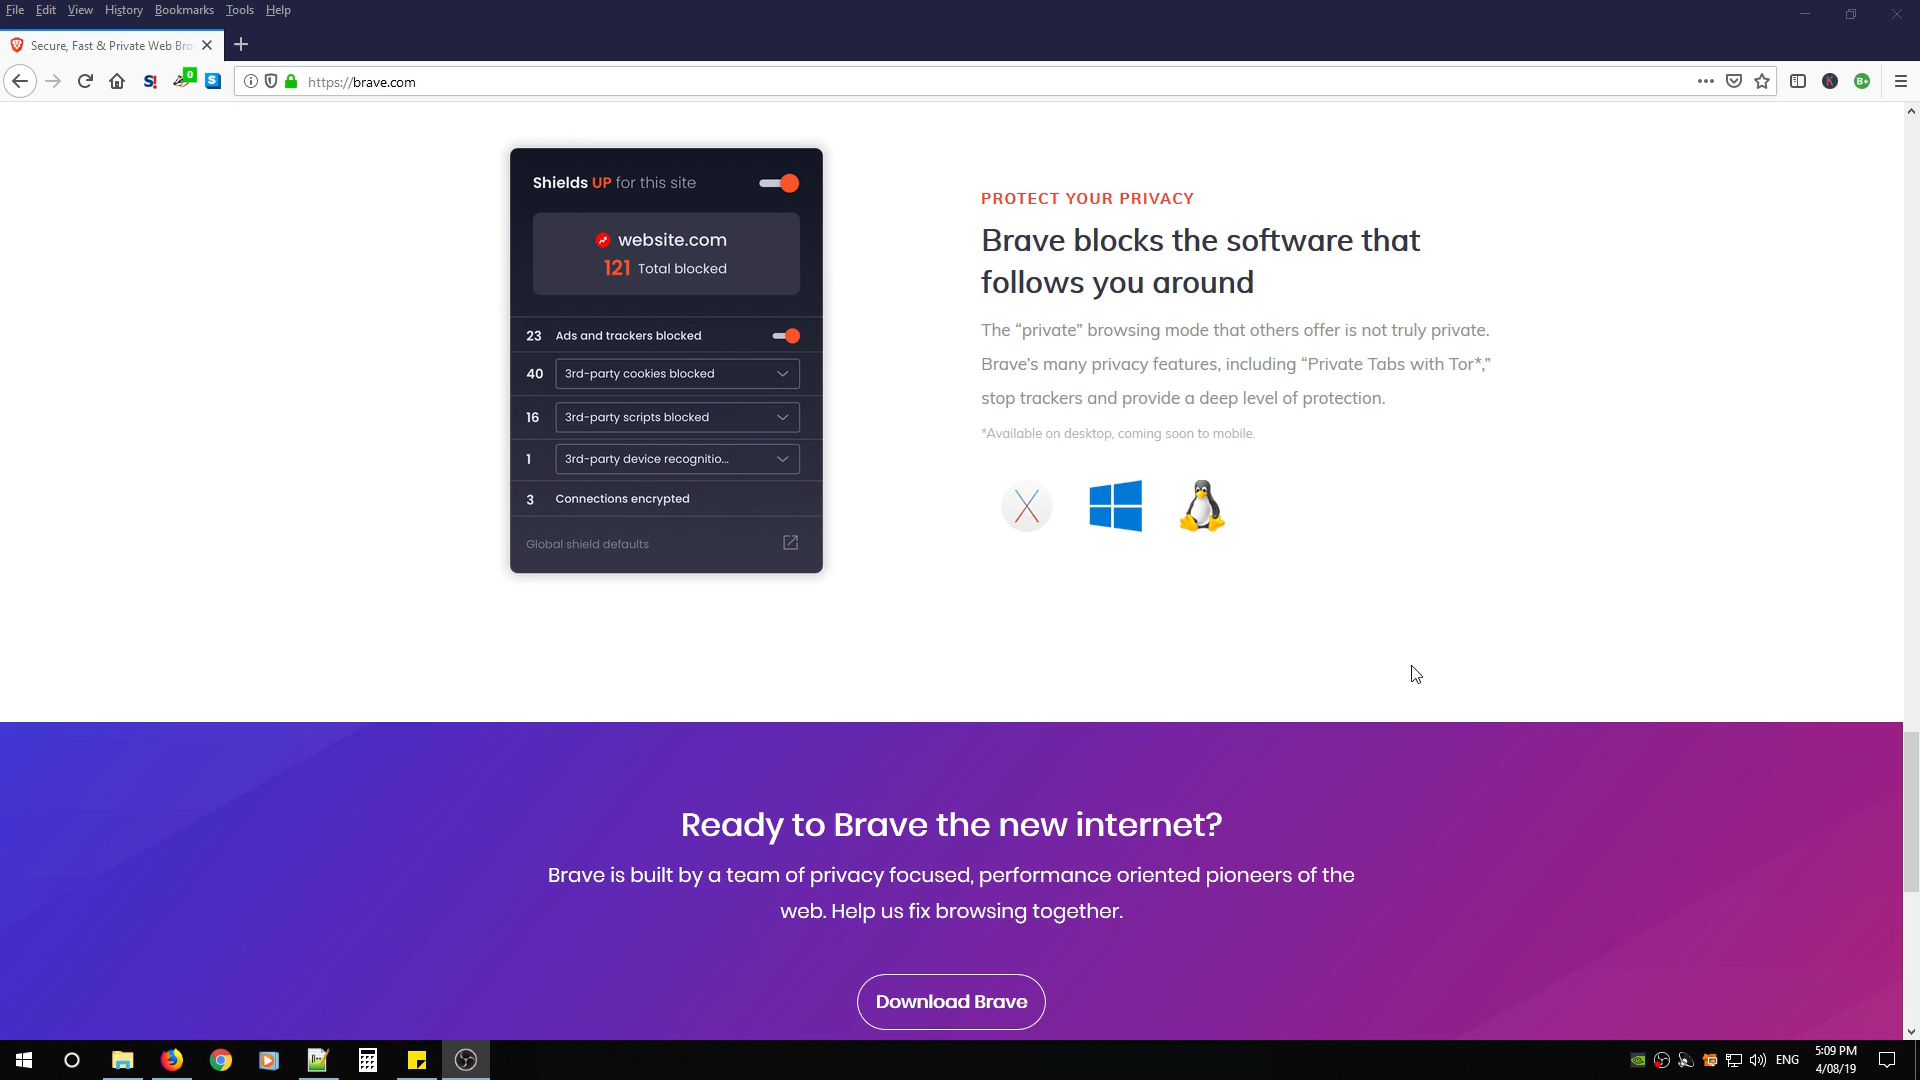 File Edit View History Bookmarks Tools Help
Secure, Fast & Private Web Bro
S! 0 S https://brave.com K B+
Shields UP for this site
website.com
121 Total blocked
23 Ads and trackers blocked
40 3rd-party cookies blocked
16 3rd-party scripts blocked
1 3rd-party device recognitio...
3 Connections encrypted
Global shield defaults
PROTECT YOUR PRIVACY
Brave blocks the software that
follows you around
The “private” browsing mode that others offer is not truly private.
Brave’s many privacy features, including “Private Tabs with Tor*,”
stop trackers and provide a deep level of protection.
*Available on desktop, coming soon to mobile.
Ready to Brave the new internet?
Brave is built by a team of privacy focused, performance oriented pioneers of the
web. Help us fix browsing together.
Download Brave
ENG
5:09 PM
4/08/19